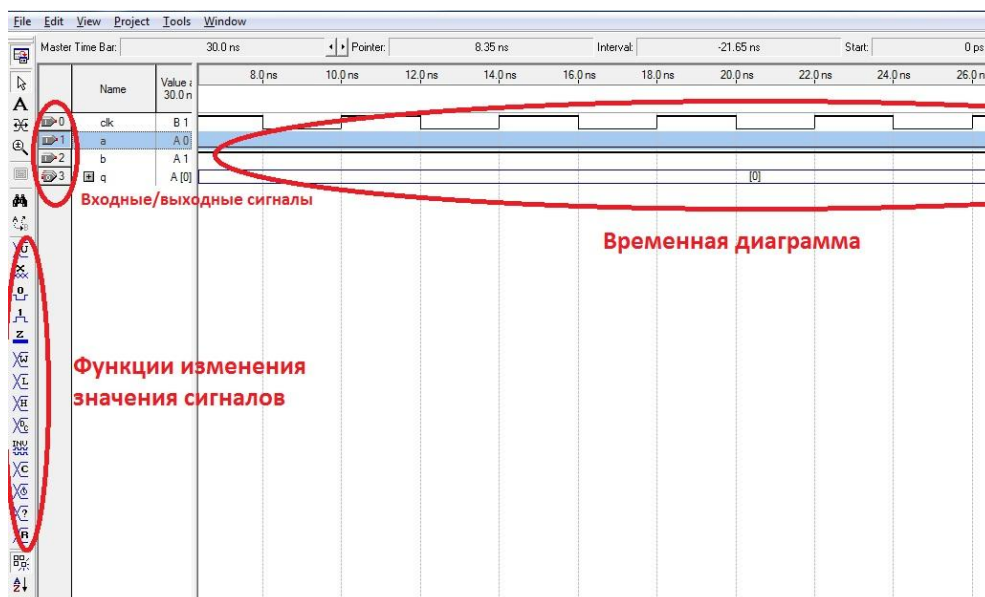 File Edit View Project Tools Window
Master Time Bar: 30.0 ns Pointer: 8.35 ns Interval: -21.65 ns Start: 0 ps
Name Value a 30.0 n
8.0 ns 10.0 ns 12.0 ns 14.0 ns 16.0 ns 18.0 ns 20.0 ns 22.0 ns 24.0 ns 26.0 n
0 clk B 1
1 a A 0
2 b A 1
3 q A [0] [0]
Входные/выходные сигналы
Временная диаграмма
Функции изменения
значения сигналов